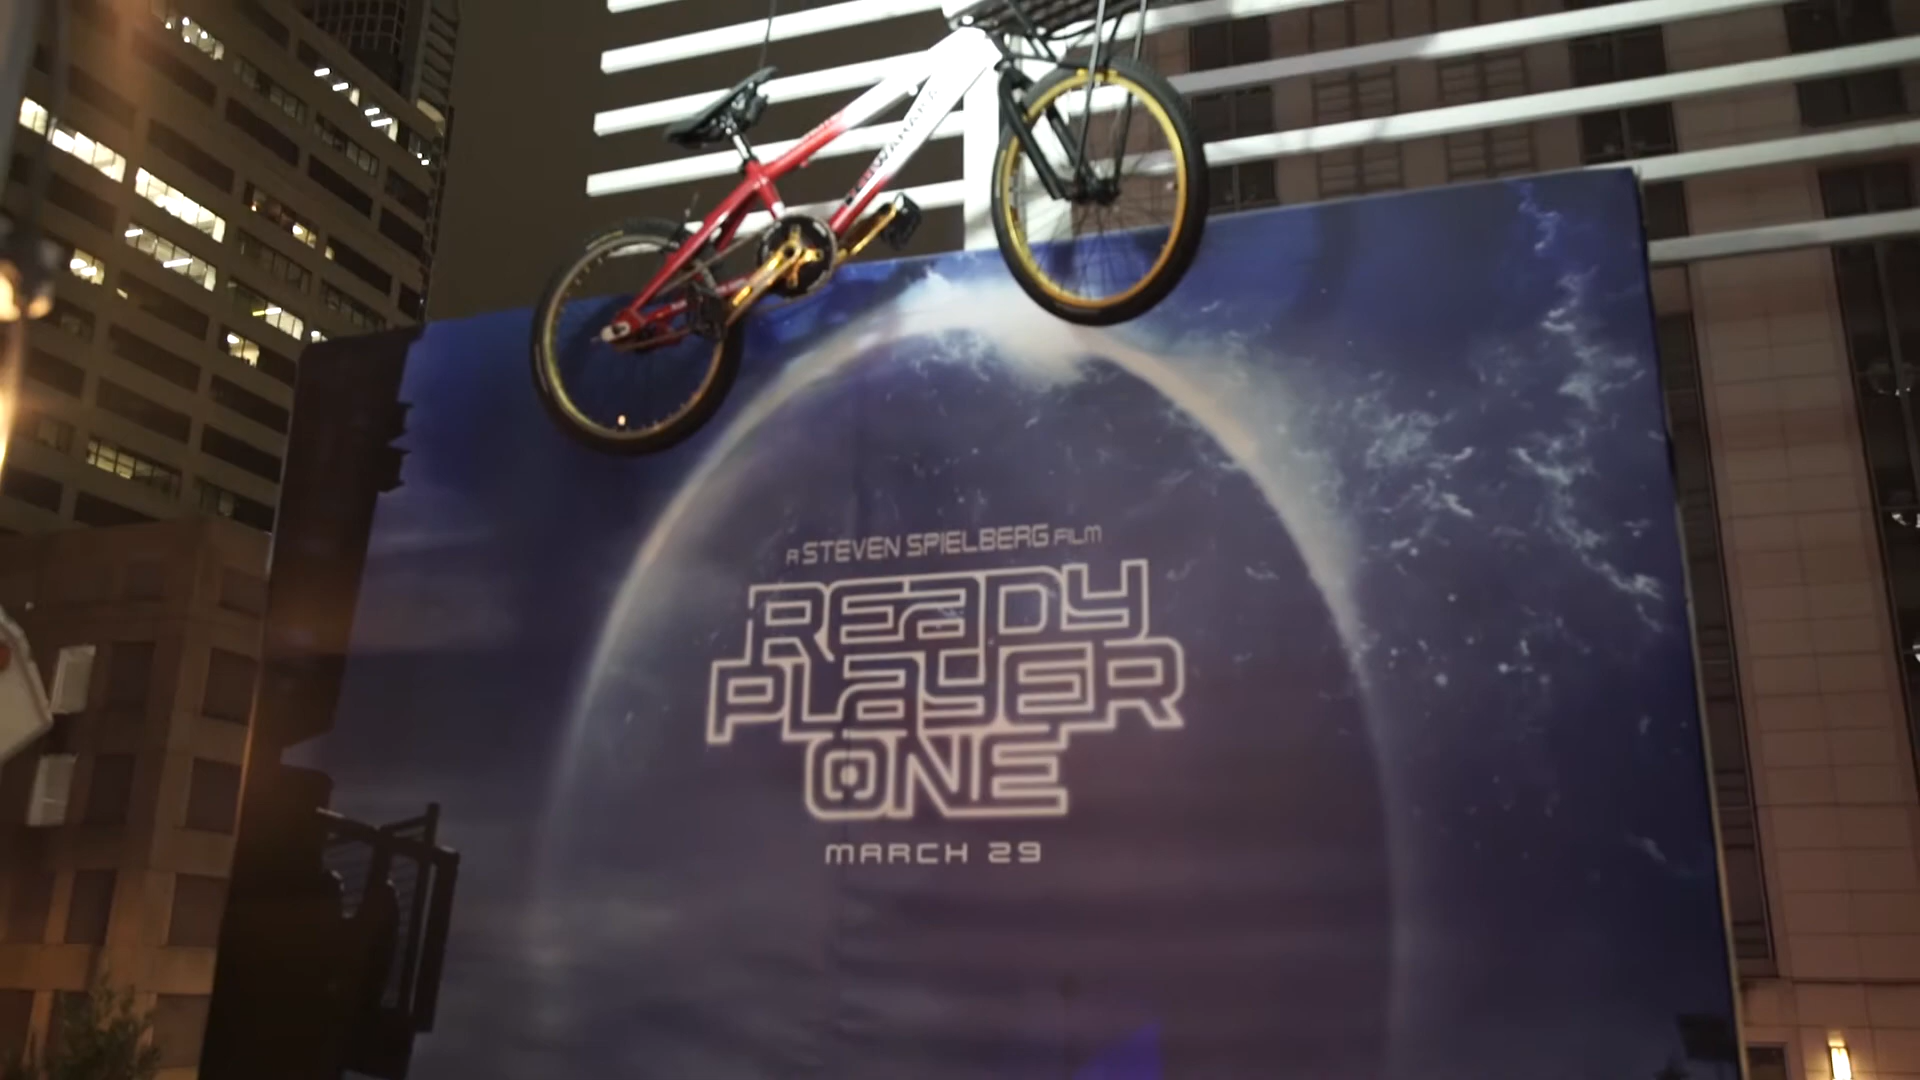 A STEVEN SPIELBERG FILM
READY
PLAYER
ONE
MARCH 29